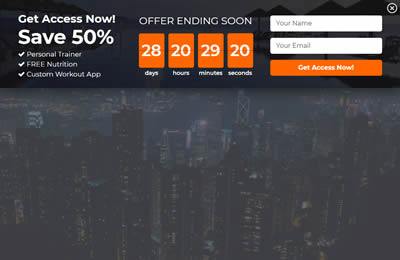 Get Access Now!
Save 50%
Personal Trainer
FREE Nutrition
Custom Workout App
OFFER ENDING SOON
28 20 29 20
days hours minutes seconds
Your Name
Your Email
Get Access Now!